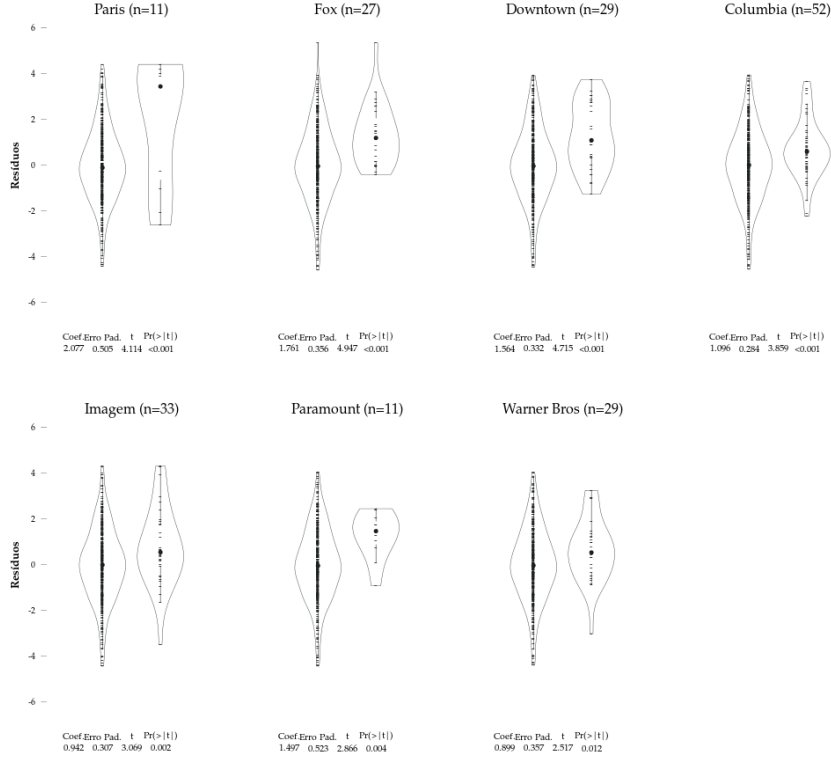 Paris (n=11) Fox (n=27) Downtown (n=29) Columbia (n=52)
6
4
2
Resíduos
0
-2
-4
-6
Coef. Erro Pad. t Pr(>|t|) Coef. Erro Pad. t Pr(>|t|) Coef. Erro Pad. t Pr(>|t|) Coef. Erro Pad. t Pr(>|t|)
2.077 0.505 4.114 <0.001 1.761 0.356 4.947 <0.001 1.564 0.332 4.715 <0.001 1.096 0.284 3.859 <0.001
Imagem (n=33) Paramount (n=11) Warner Bros (n=29)
6
4
2
Resíduos
0
-2
-4
-6
Coef. Erro Pad. t Pr(>|t|) Coef. Erro Pad. t Pr(>|t|) Coef. Erro Pad. t Pr(>|t|)
0.942 0.307 3.069 0.002 1.497 0.523 2.866 0.004 0.899 0.357 2.517 0.012